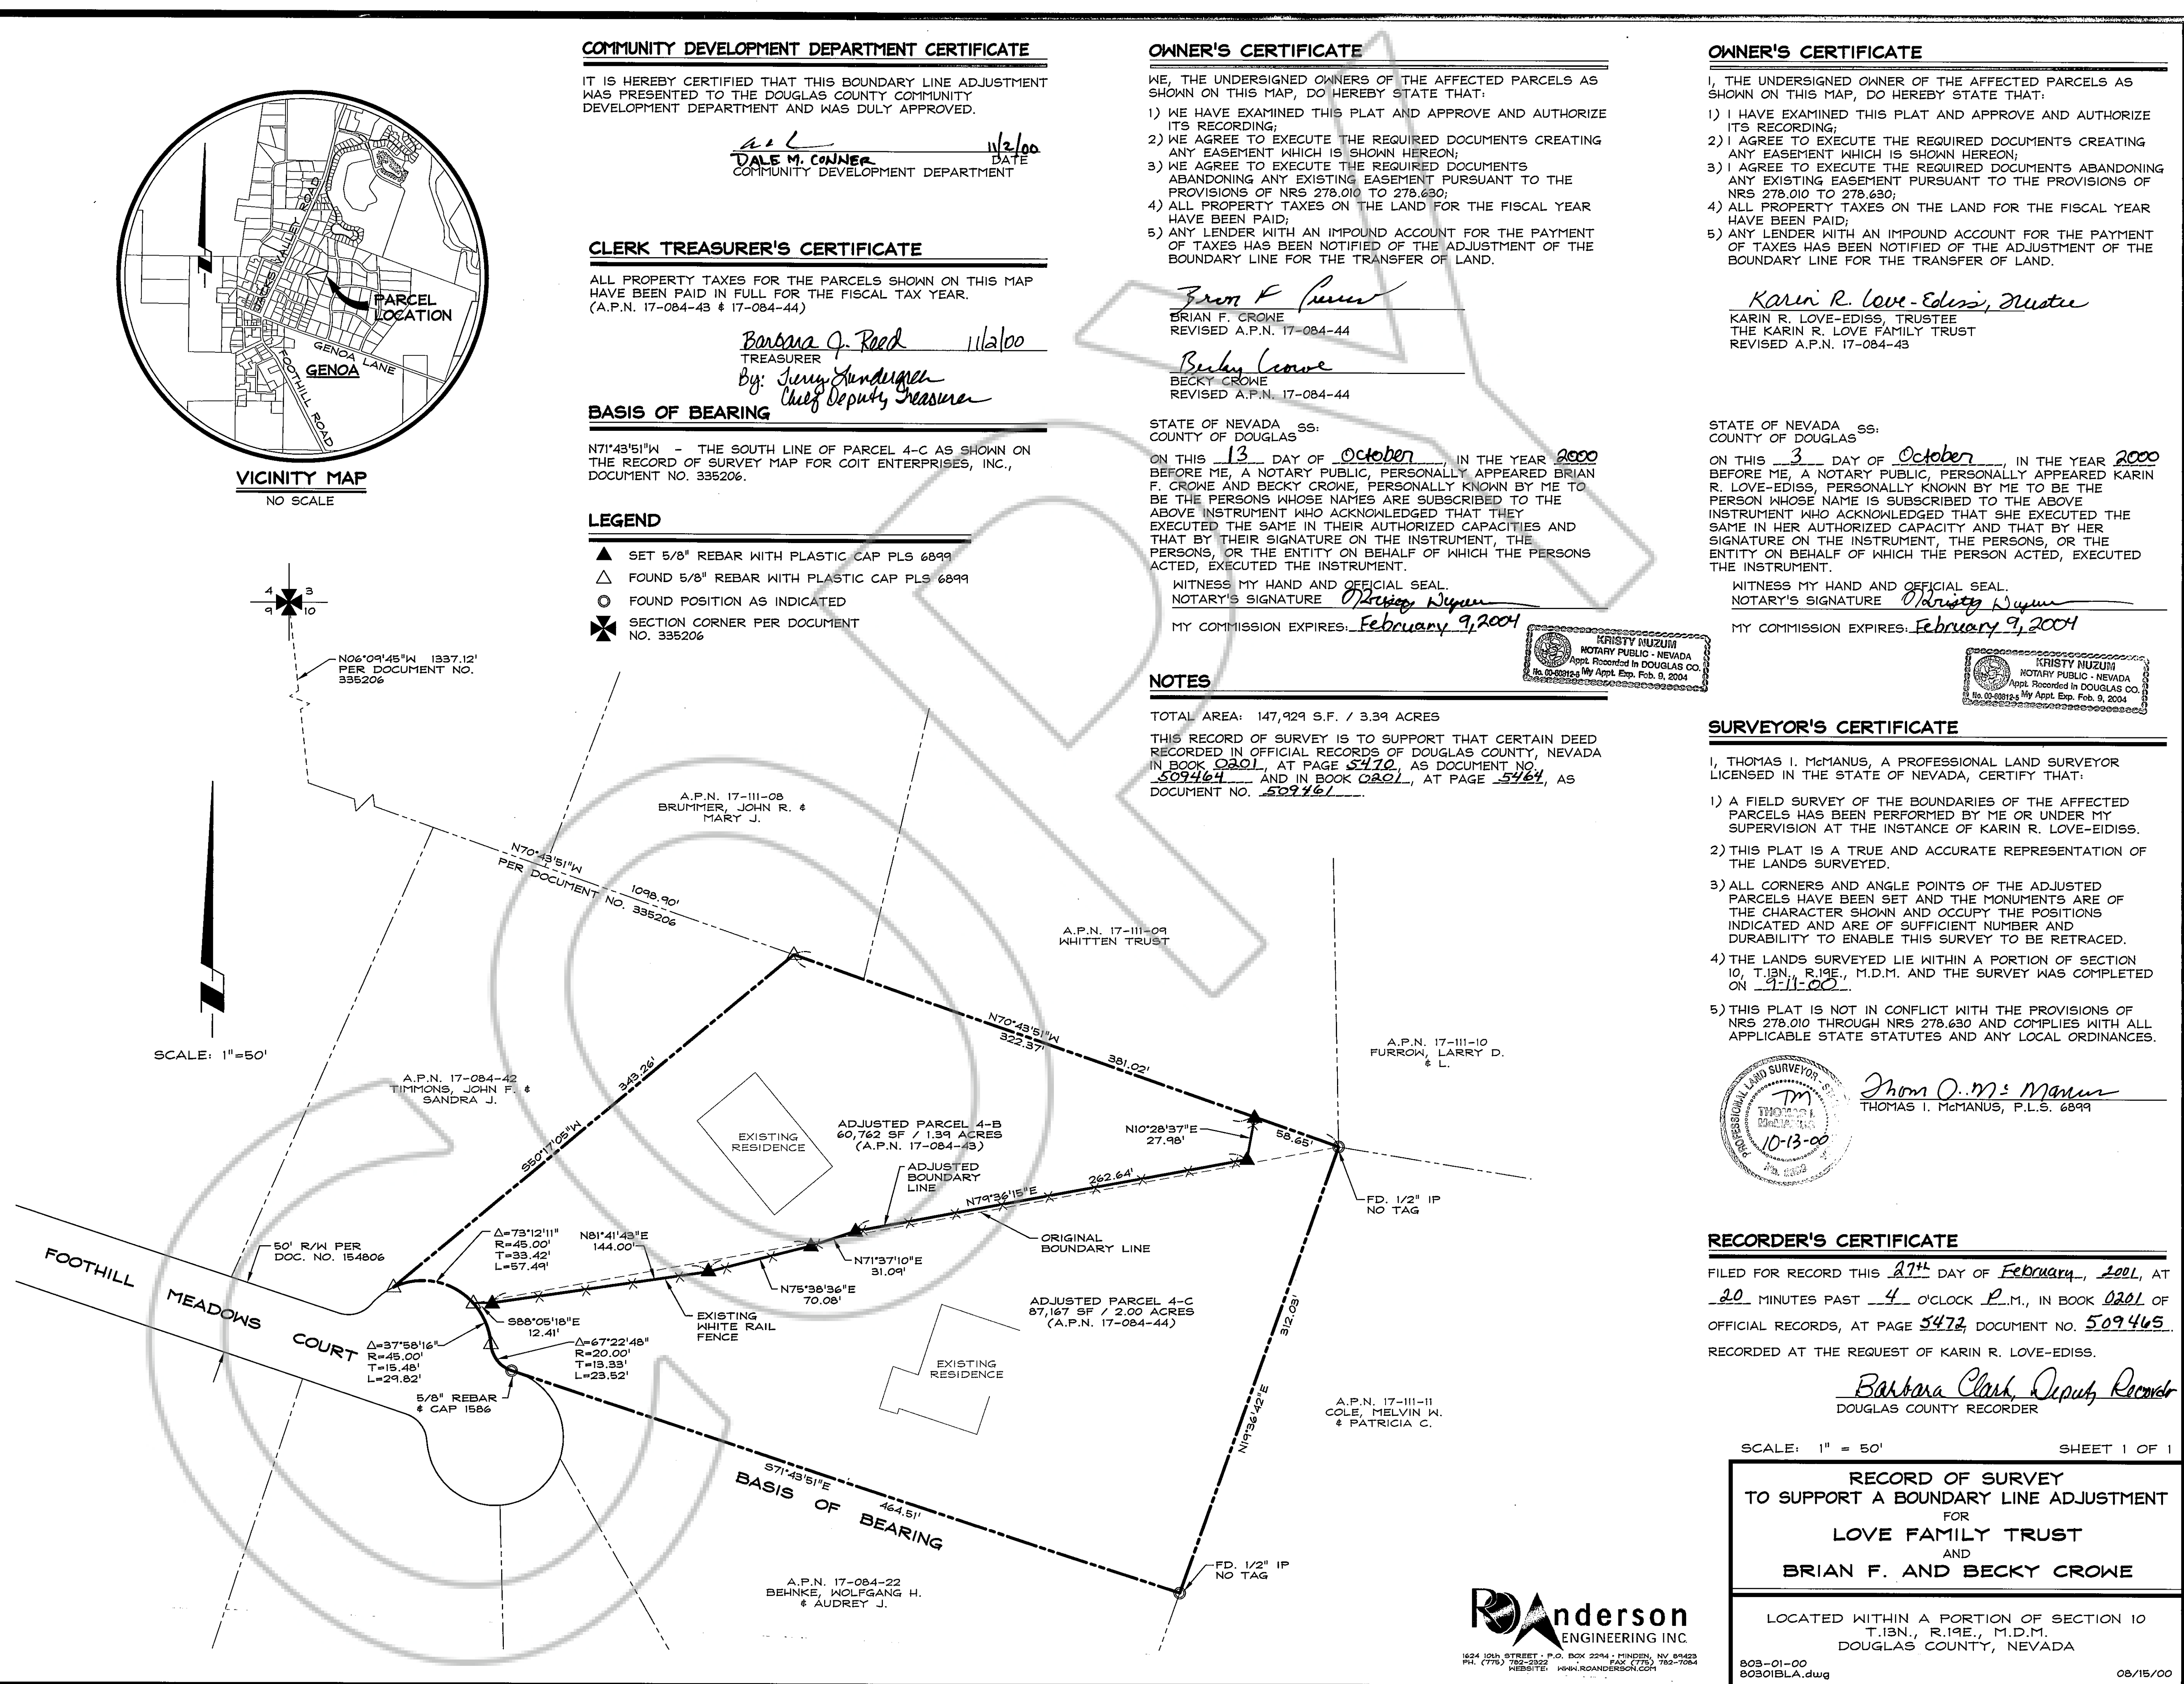 COMMUNITY DEVELOPMENT DEPARTMENT CERTIFICATE
IT IS HEREBY CERTIFIED THAT THIS BOUNDARY LINE ADJUSTMENT
WAS PRESENTED TO THE DOUGLAS COUNTY COMMUNITY
DEVELOPMENT DEPARTMENT AND WAS DULY APPROVED.
11/2/00
DALE M. CONNER DATE
COMMUNITY DEVELOPMENT DEPARTMENT
CLERK TREASURER'S CERTIFICATE
ALL PROPERTY TAXES FOR THE PARCELS SHOWN ON THIS MAP
HAVE BEEN PAID IN FULL FOR THE FISCAL TAX YEAR.
(A.P.N. 17-084-43 & 17-084-44)
Barbara J. Reed 11/2/00
TREASURER
By: Terry Lundergreen
Chief Deputy Treasurer
BASIS OF BEARING
N71°43'51"W - THE SOUTH LINE OF PARCEL 4-C AS SHOWN ON
THE RECORD OF SURVEY MAP FOR COIT ENTERPRISES, INC.,
DOCUMENT NO. 335206.
LEGEND
SET 5/8" REBAR WITH PLASTIC CAP PLS 6899
FOUND 5/8" REBAR WITH PLASTIC CAP PLS 6899
FOUND POSITION AS INDICATED
SECTION CORNER PER DOCUMENT
NO. 335206
JACKS VALLEY ROAD
PARCEL
LOCATION
GENOA LANE
GENOA
FOOTHILL ROAD
VICINITY MAP
NO SCALE
4 3
9 10
N06°09'45"W 1337.12'
PER DOCUMENT NO.
335206
SCALE: 1"=50'
OWNER'S CERTIFICATE
WE, THE UNDERSIGNED OWNERS OF THE AFFECTED PARCELS AS
SHOWN ON THIS MAP, DO HEREBY STATE THAT:
1) WE HAVE EXAMINED THIS PLAT AND APPROVE AND AUTHORIZE
ITS RECORDING;
2) WE AGREE TO EXECUTE THE REQUIRED DOCUMENTS CREATING
ANY EASEMENT WHICH IS SHOWN HEREON;
3) WE AGREE TO EXECUTE THE REQUIRED DOCUMENTS
ABANDONING ANY EXISTING EASEMENT PURSUANT TO THE
PROVISIONS OF NRS 278.010 TO 278.630;
4) ALL PROPERTY TAXES ON THE LAND FOR THE FISCAL YEAR
HAVE BEEN PAID;
5) ANY LENDER WITH AN IMPOUND ACCOUNT FOR THE PAYMENT
OF TAXES HAS BEEN NOTIFIED OF THE ADJUSTMENT OF THE
BOUNDARY LINE FOR THE TRANSFER OF LAND.
BRIAN F. CROWE
REVISED A.P.N. 17-084-44
Becky Crowe
BECKY CROWE
REVISED A.P.N. 17-084-44
STATE OF NEVADA SS:
COUNTY OF DOUGLAS
ON THIS 13 DAY OF October, IN THE YEAR 2000
BEFORE ME, A NOTARY PUBLIC, PERSONALLY APPEARED BRIAN
F. CROWE AND BECKY CROWE, PERSONALLY KNOWN BY ME TO
BE THE PERSONS WHOSE NAMES ARE SUBSCRIBED TO THE
ABOVE INSTRUMENT WHO ACKNOWLEDGED THAT THEY
EXECUTED THE SAME IN THEIR AUTHORIZED CAPACITIES AND
THAT BY THEIR SIGNATURE ON THE INSTRUMENT, THE
PERSONS, OR THE ENTITY ON BEHALF OF WHICH THE PERSONS
ACTED, EXECUTED THE INSTRUMENT.
WITNESS MY HAND AND OFFICIAL SEAL.
NOTARY'S SIGNATURE
MY COMMISSION EXPIRES: February 9, 2004
KRISTY NUZUM
NOTARY PUBLIC - NEVADA
Appt. Recorded in DOUGLAS CO.
No. 00-60312-5 My Appt. Exp. Feb. 9, 2004
NOTES
TOTAL AREA: 147,929 S.F. / 3.39 ACRES
THIS RECORD OF SURVEY IS TO SUPPORT THAT CERTAIN DEED
RECORDED IN OFFICIAL RECORDS OF DOUGLAS COUNTY, NEVADA
IN BOOK 0201, AT PAGE 5470, AS DOCUMENT NO.
509464 AND IN BOOK 0201, AT PAGE 5464, AS
DOCUMENT NO. 509461.
OWNER'S CERTIFICATE
I, THE UNDERSIGNED OWNER OF THE AFFECTED PARCELS AS
SHOWN ON THIS MAP, DO HEREBY STATE THAT:
1) I HAVE EXAMINED THIS PLAT AND APPROVE AND AUTHORIZE
ITS RECORDING;
2) I AGREE TO EXECUTE THE REQUIRED DOCUMENTS CREATING
ANY EASEMENT WHICH IS SHOWN HEREON;
3) I AGREE TO EXECUTE THE REQUIRED DOCUMENTS ABANDONING
ANY EXISTING EASEMENT PURSUANT TO THE PROVISIONS OF
NRS 278.010 TO 278.630;
4) ALL PROPERTY TAXES ON THE LAND FOR THE FISCAL YEAR
HAVE BEEN PAID;
5) ANY LENDER WITH AN IMPOUND ACCOUNT FOR THE PAYMENT
OF TAXES HAS BEEN NOTIFIED OF THE ADJUSTMENT OF THE
BOUNDARY LINE FOR THE TRANSFER OF LAND.
Karin R. Love-Ediss, Trustee
KARIN R. LOVE-EDISS, TRUSTEE
THE KARIN R. LOVE FAMILY TRUST
REVISED A.P.N. 17-084-43
STATE OF NEVADA SS:
COUNTY OF DOUGLAS
ON THIS 3 DAY OF October, IN THE YEAR 2000
BEFORE ME, A NOTARY PUBLIC, PERSONALLY APPEARED KARIN
R. LOVE-EDISS, PERSONALLY KNOWN BY ME TO BE THE
PERSON WHOSE NAME IS SUBSCRIBED TO THE ABOVE
INSTRUMENT WHO ACKNOWLEDGED THAT SHE EXECUTED THE
SAME IN HER AUTHORIZED CAPACITY AND THAT BY HER
SIGNATURE ON THE INSTRUMENT, THE PERSONS, OR THE
ENTITY ON BEHALF OF WHICH THE PERSON ACTED, EXECUTED
THE INSTRUMENT.
WITNESS MY HAND AND OFFICIAL SEAL.
NOTARY'S SIGNATURE
MY COMMISSION EXPIRES: February 9, 2004
KRISTY NUZUM
NOTARY PUBLIC - NEVADA
Appt. Recorded in DOUGLAS CO.
No. 00-60312-5 My Appt. Exp. Feb. 9, 2004
SURVEYOR'S CERTIFICATE
I, THOMAS I. McMANUS, A PROFESSIONAL LAND SURVEYOR
LICENSED IN THE STATE OF NEVADA, CERTIFY THAT:
1) A FIELD SURVEY OF THE BOUNDARIES OF THE AFFECTED
PARCELS HAS BEEN PERFORMED BY ME OR UNDER MY
SUPERVISION AT THE INSTANCE OF KARIN R. LOVE-EIDISS.
2) THIS PLAT IS A TRUE AND ACCURATE REPRESENTATION OF
THE LANDS SURVEYED.
3) ALL CORNERS AND ANGLE POINTS OF THE ADJUSTED
PARCELS HAVE BEEN SET AND THE MONUMENTS ARE OF
THE CHARACTER SHOWN AND OCCUPY THE POSITIONS
INDICATED AND ARE OF SUFFICIENT NUMBER AND
DURABILITY TO ENABLE THIS SURVEY TO BE RETRACED.
4) THE LANDS SURVEYED LIE WITHIN A PORTION OF SECTION
10, T.13N., R.19E., M.D.M. AND THE SURVEY WAS COMPLETED
ON 9-11-00.
5) THIS PLAT IS NOT IN CONFLICT WITH THE PROVISIONS OF
NRS 278.010 THROUGH NRS 278.630 AND COMPLIES WITH ALL
APPLICABLE STATE STATUTES AND ANY LOCAL ORDINANCES.
PROFESSIONAL LAND SURVEYOR
TM
THOMAS I.
McMANUS
10-13-00
Thom I. McManus
THOMAS I. McMANUS, P.L.S. 6899
RECORDER'S CERTIFICATE
FILED FOR RECORD THIS 27th DAY OF February, 2001, AT
20 MINUTES PAST 4 O'CLOCK P.M., IN BOOK 0201 OF
OFFICIAL RECORDS, AT PAGE 5472, DOCUMENT NO. 509465.
RECORDED AT THE REQUEST OF KARIN R. LOVE-EDISS.
Barbara Clark, Deputy Recorder
DOUGLAS COUNTY RECORDER
SCALE: 1" = 50' SHEET 1 OF 1
RECORD OF SURVEY
TO SUPPORT A BOUNDARY LINE ADJUSTMENT
FOR
LOVE FAMILY TRUST
AND
BRIAN F. AND BECKY CROWE
LOCATED WITHIN A PORTION OF SECTION 10
T.13N., R.19E., M.D.M.
DOUGLAS COUNTY, NEVADA
803-01-00
80301BLA.dwg 08/15/00
A.P.N. 17-111-08
BRUMMER, JOHN R. &
MARY J.
N70°43'51"W 1098.90'
PER DOCUMENT NO. 335206
A.P.N. 17-111-09
WHITTEN TRUST
N70°43'51"W
322.37'
381.02'
A.P.N. 17-111-10
FURROW, LARRY D.
& L.
A.P.N. 17-084-42
TIMMONS, JOHN F. &
SANDRA J.
343.26'
S50°17'05"W
EXISTING
RESIDENCE
ADJUSTED PARCEL 4-B
60,762 SF / 1.39 ACRES
(A.P.N. 17-084-43)
N10°28'37"E
27.98'
58.65'
ADJUSTED
BOUNDARY
LINE
N79°36'15"E 262.64'
FD. 1/2" IP
NO TAG
ORIGINAL
BOUNDARY LINE
50' R/W PER
DOC. NO. 154806
Δ=73°12'11"
R=45.00'
T=33.42'
L=57.49'
N81°41'43"E
144.00'
N71°37'10"E
31.09'
N75°38'36"E
70.08'
FOOTHILL MEADOWS COURT
S88°05'18"E
12.41'
EXISTING
WHITE RAIL
FENCE
ADJUSTED PARCEL 4-C
87,167 SF / 2.00 ACRES
(A.P.N. 17-084-44)
312.03'
N19°36'42"E
Δ=37°58'16"
R=45.00'
T=15.48'
L=29.82'
Δ=67°22'48"
R=20.00'
T=13.33'
L=23.52'
5/8" REBAR
& CAP 1586
EXISTING
RESIDENCE
A.P.N. 17-111-11
COLE, MELVIN W.
& PATRICIA C.
S71°43'51"E 464.51'
BASIS OF BEARING
FD. 1/2" IP
NO TAG
A.P.N. 17-084-22
BEHNKE, WOLFGANG H.
& AUDREY J.
RO Anderson
ENGINEERING INC.
1624 10th STREET • P.O. BOX 2294 • MINDEN, NV 89423
PH. (775) 782-2322 • FAX (775) 782-7084
WEBSITE: WWW.ROANDERSON.COM
COPY